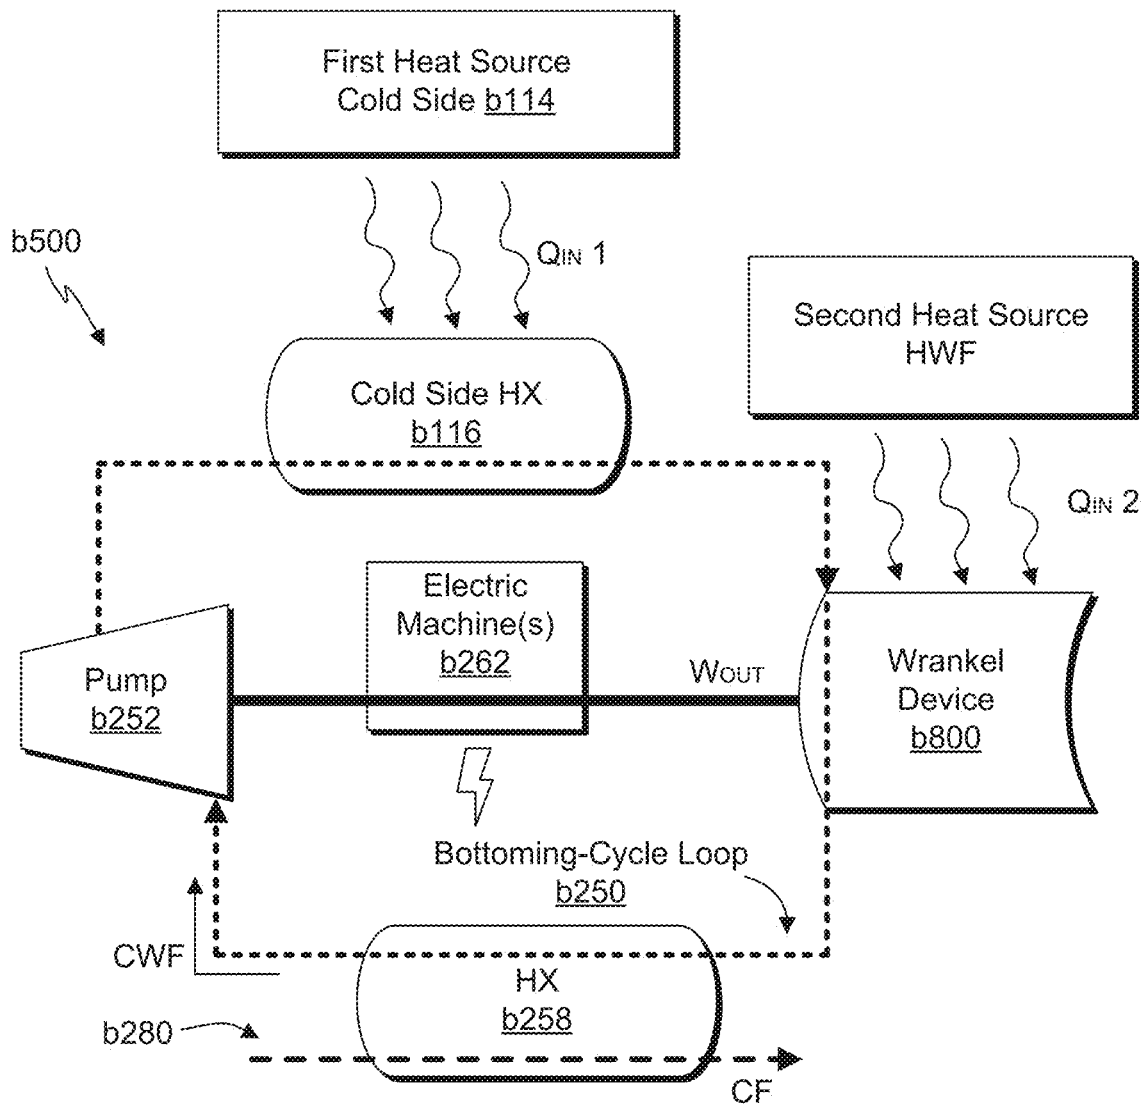 First Heat Source
Cold Side b114
b500
QIN 1
Second Heat Source
HWF
Cold Side HX
b116
QIN 2
Electric
Machine(s)
b262
WOUT
Wrankel
Device
b800
Pump
b252
Bottoming-Cycle Loop
b250
CWF
HX
b258
b280
CF